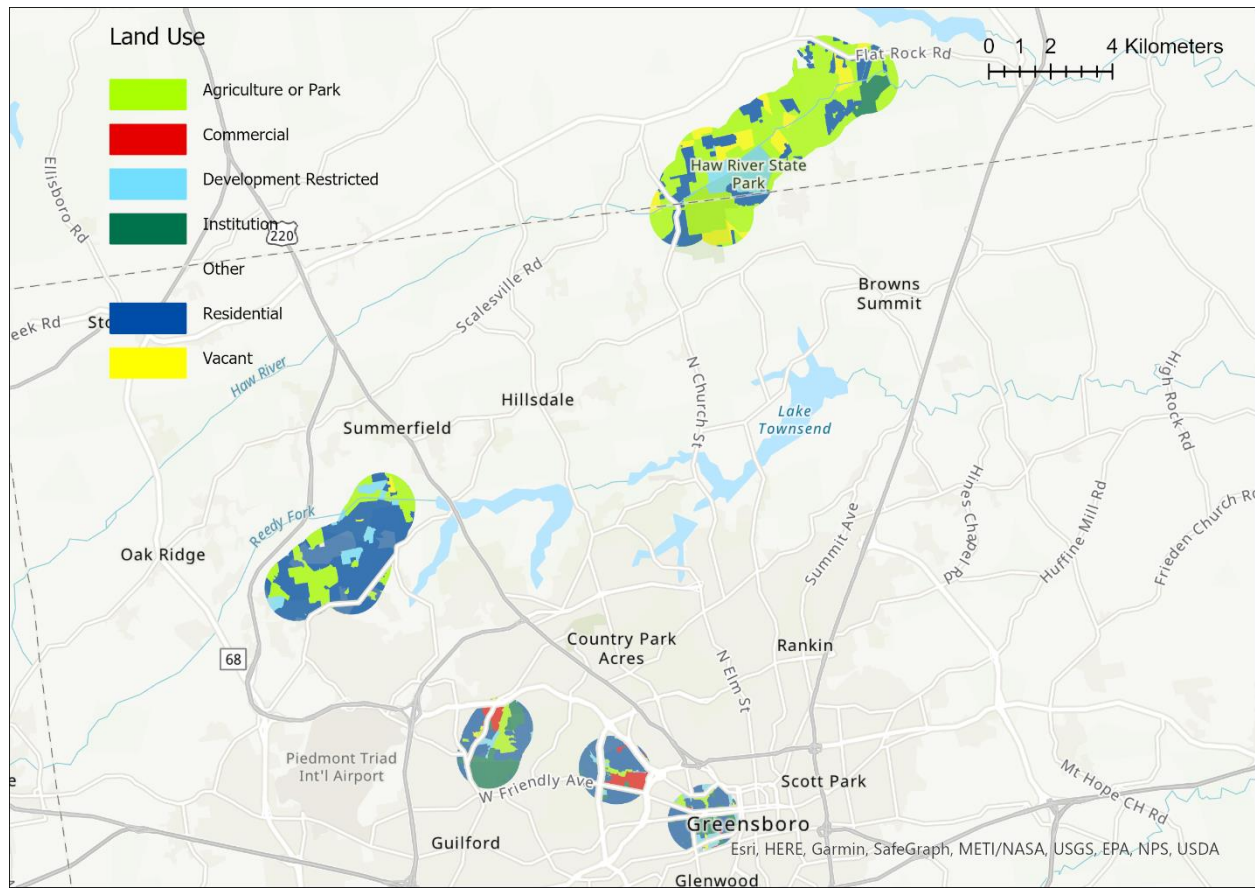 Land Use
Agriculture or Park
Commercial
Development Restricted
Institution
Other
Residential
Vacant
0 1 2 4 Kilometers
Flat Rock Rd
Haw River State
Park
Ellisboro Rd
220
Scalesville Rd
Browns
Summit
eek Rd
Sto
Haw River
Hillsdale
Summerfield
N Church St
Lake
Townsend
High Rock Rd
Reedy Fork
Oak Ridge
Summit Ave
Hines Chapel Rd
Huffine Mill Rd
Frieden Church Rd
68
Country Park
Acres
N Elm St
Rankin
Piedmont Triad
Int'l Airport
W Friendly Ave
Scott Park
Mt Hope CH Rd
e
Guilford
Greensboro
Esri, HERE, Garmin, SafeGraph, METI/NASA, USGS, EPA, NPS, USDA
Glenwood